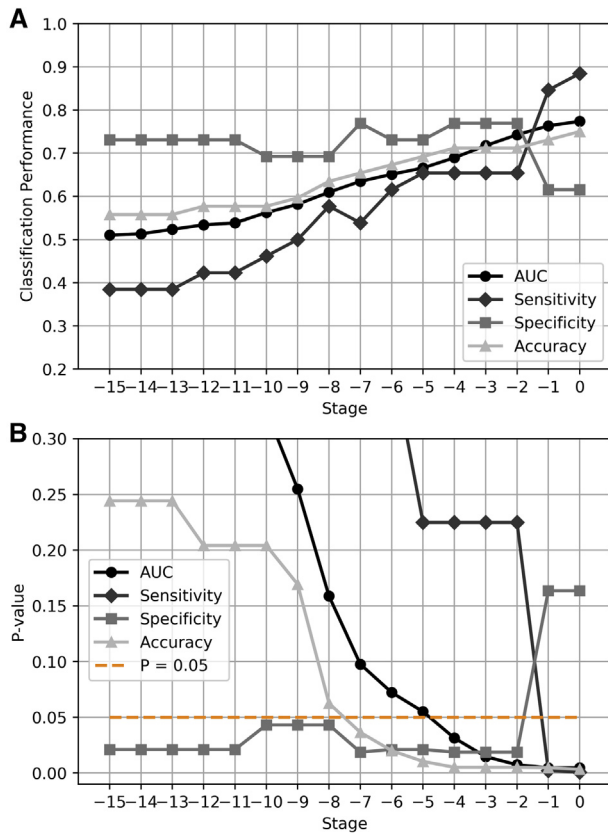 A
1.0
0.9
0.8
0.7
0.6
0.5
0.4
0.3
0.2
Classification Performance
AUC
Sensitivity
Specificity
Accuracy
−15 −14 −13 −12 −11 −10 −9 −8 −7 −6 −5 −4 −3 −2 −1 0
Stage
B
0.30
0.25
0.20
0.15
0.10
0.05
0.00
P-value
AUC
Sensitivity
Specificity
Accuracy
P = 0.05
−15 −14 −13 −12 −11 −10 −9 −8 −7 −6 −5 −4 −3 −2 −1 0
Stage